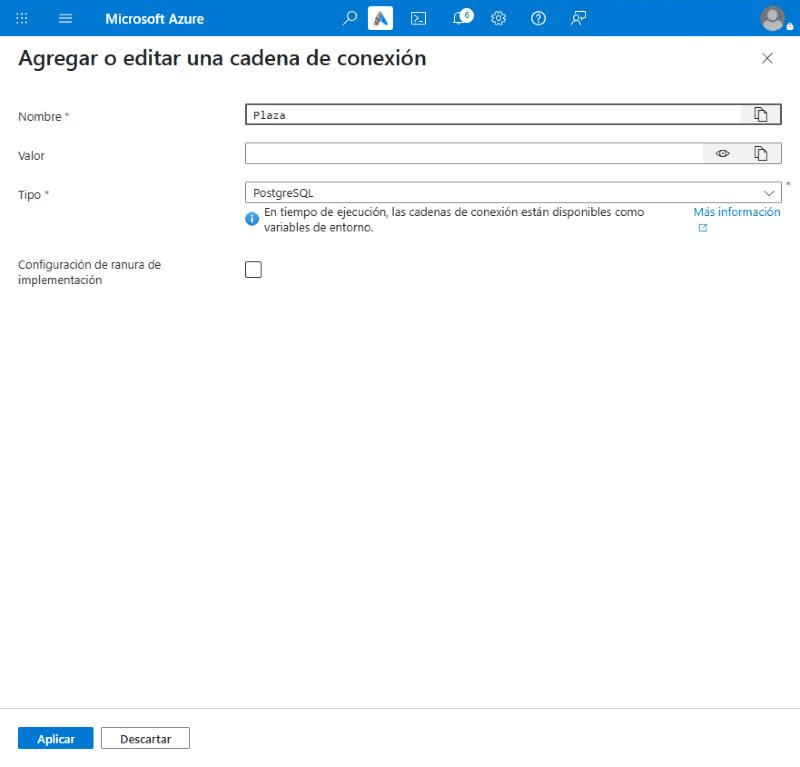 Microsoft Azure
6
Agregar o editar una cadena de conexión
Nombre *
Plaza
Valor
Tipo *
PostgreSQL
*
En tiempo de ejecución, las cadenas de conexión están disponibles como
variables de entorno.
Más información
Configuración de ranura de
implementación
Aplicar
Descartar